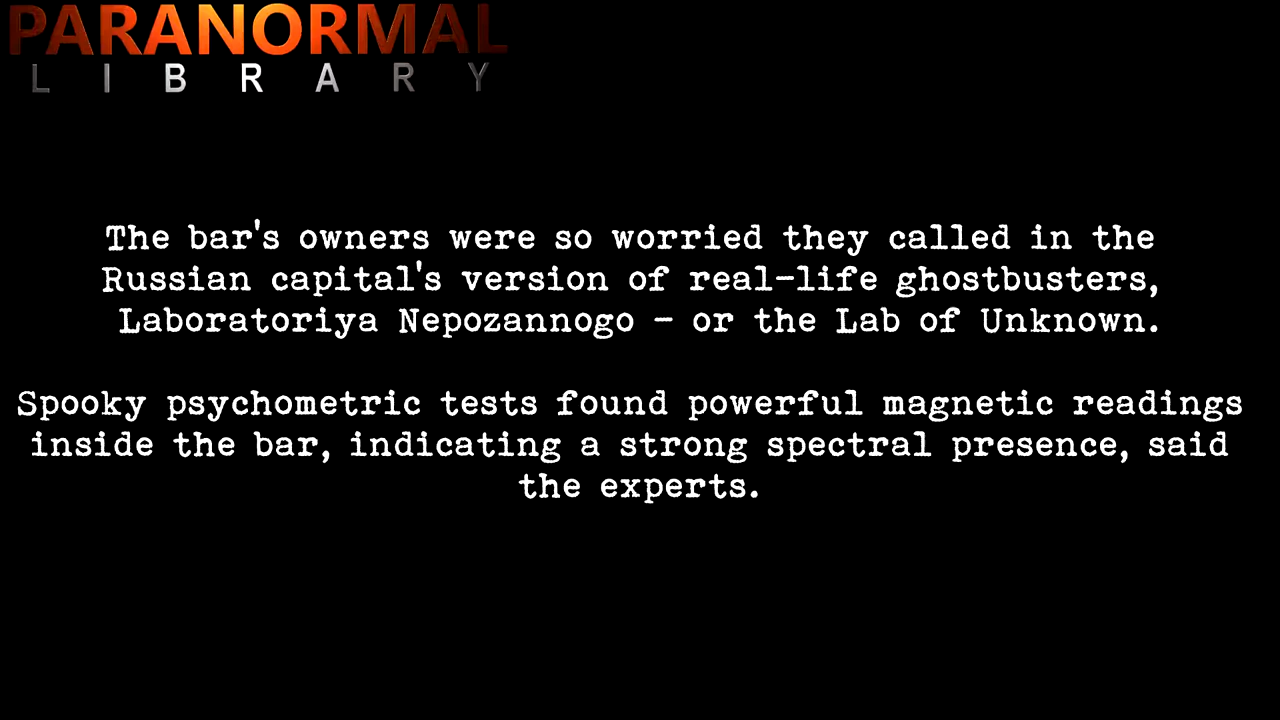 PARANORMAL
LIBRARY
The bar's owners were so worried they called in the
Russian capital's version of real-life ghostbusters,
Laboratoriya Nepozannogo - or the Lab of Unknown.
Spooky psychometric tests found powerful magnetic readings
inside the bar, indicating a strong spectral presence, said
the experts.